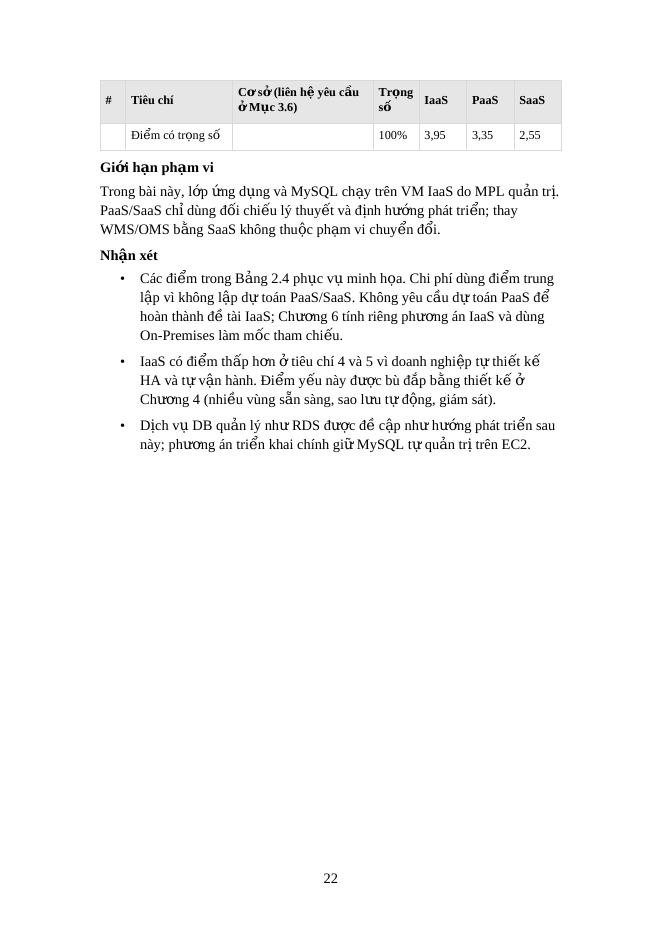 # Tiêu chí Cơ sở (liên hệ yêu cầu ở Mục 3.6) Trọng số IaaS PaaS SaaS
Điểm có trọng số 100% 3,95 3,35 2,55
Giới hạn phạm vi
Trong bài này, lớp ứng dụng và MySQL chạy trên VM IaaS do MPL quản trị.
PaaS/SaaS chỉ dùng đối chiếu lý thuyết và định hướng phát triển; thay
WMS/OMS bằng SaaS không thuộc phạm vi chuyển đổi.
Nhận xét
• Các điểm trong Bảng 2.4 phục vụ minh họa. Chi phí dùng điểm trung
lập vì không lập dự toán PaaS/SaaS. Không yêu cầu dự toán PaaS để
hoàn thành đề tài IaaS; Chương 6 tính riêng phương án IaaS và dùng
On-Premises làm mốc tham chiếu.
• IaaS có điểm thấp hơn ở tiêu chí 4 và 5 vì doanh nghiệp tự thiết kế
HA và tự vận hành. Điểm yếu này được bù đắp bằng thiết kế ở
Chương 4 (nhiều vùng sẵn sàng, sao lưu tự động, giám sát).
• Dịch vụ DB quản lý như RDS được đề cập như hướng phát triển sau
này; phương án triển khai chính giữ MySQL tự quản trị trên EC2.
22